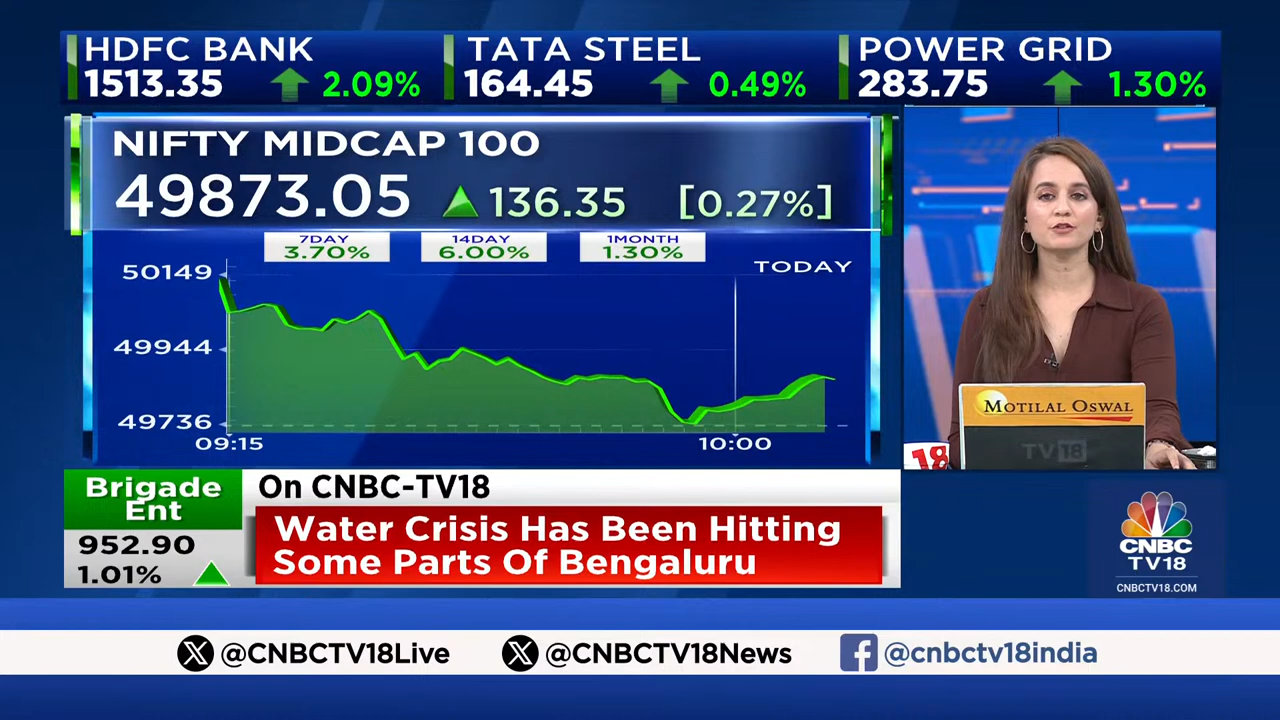 HDFC BANK
1513.35 2.09%
TATA STEEL
164.45 0.49%
POWER GRID
283.75 1.30%
NIFTY MIDCAP 100
49873.05 136.35 [0.27%]
7DAY
3.70%
14DAY
6.00%
1MONTH
1.30%
TODAY
50149
49944
49736
09:15 10:00
MOTILAL OSWAL
TV18
18
Brigade
Ent
952.90
1.01%
On CNBC-TV18
Water Crisis Has Been Hitting
Some Parts Of Bengaluru
CNBC
TV18
CNBCTV18.COM
@CNBCTV18Live @CNBCTV18News @cnbctv18india